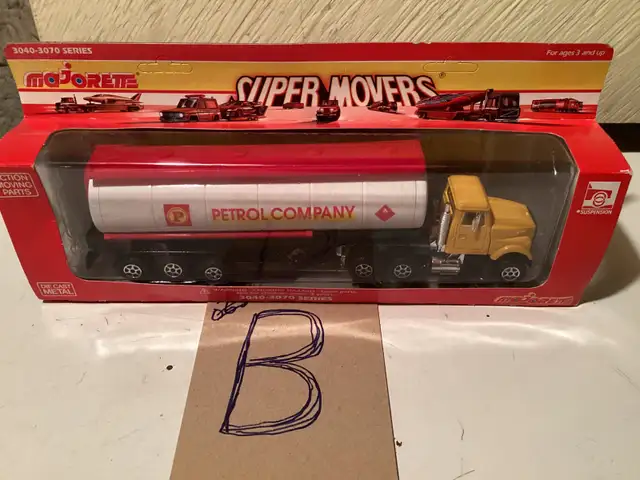 3040-3070 SERIES
For ages 3 and up
MAJORETTE
SUPER MOVERS
®
ACTION
MOVING
PARTS
SUSPENSION
P
PETROL COMPANY
DIE CAST
METAL
3040-3070 SERIES
MAJORETTE
B